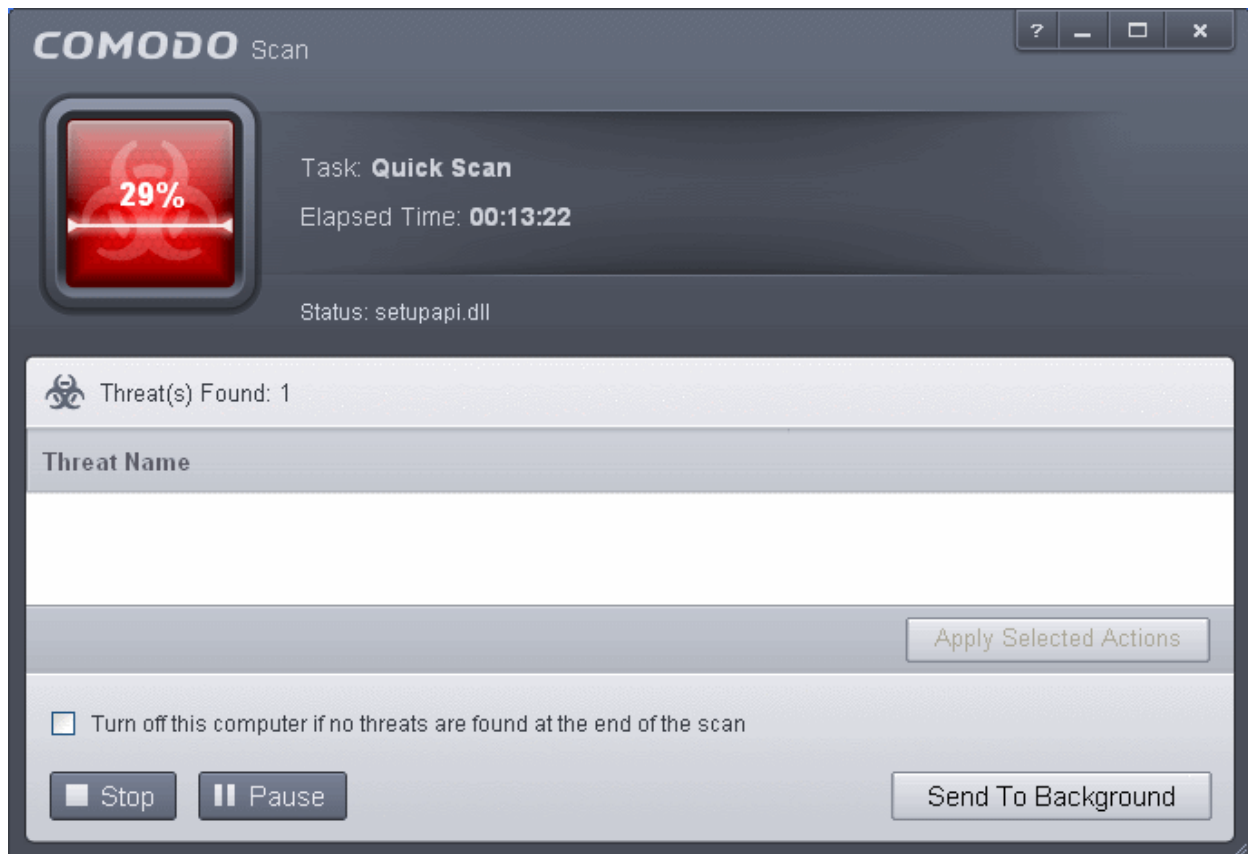 COMODO Scan
?
29%
Task: Quick Scan
Elapsed Time: 00:13:22
Status: setupapi.dll
Threat(s) Found: 1
Threat Name
Apply Selected Actions
Turn off this computer if no threats are found at the end of the scan
Stop
Pause
Send To Background